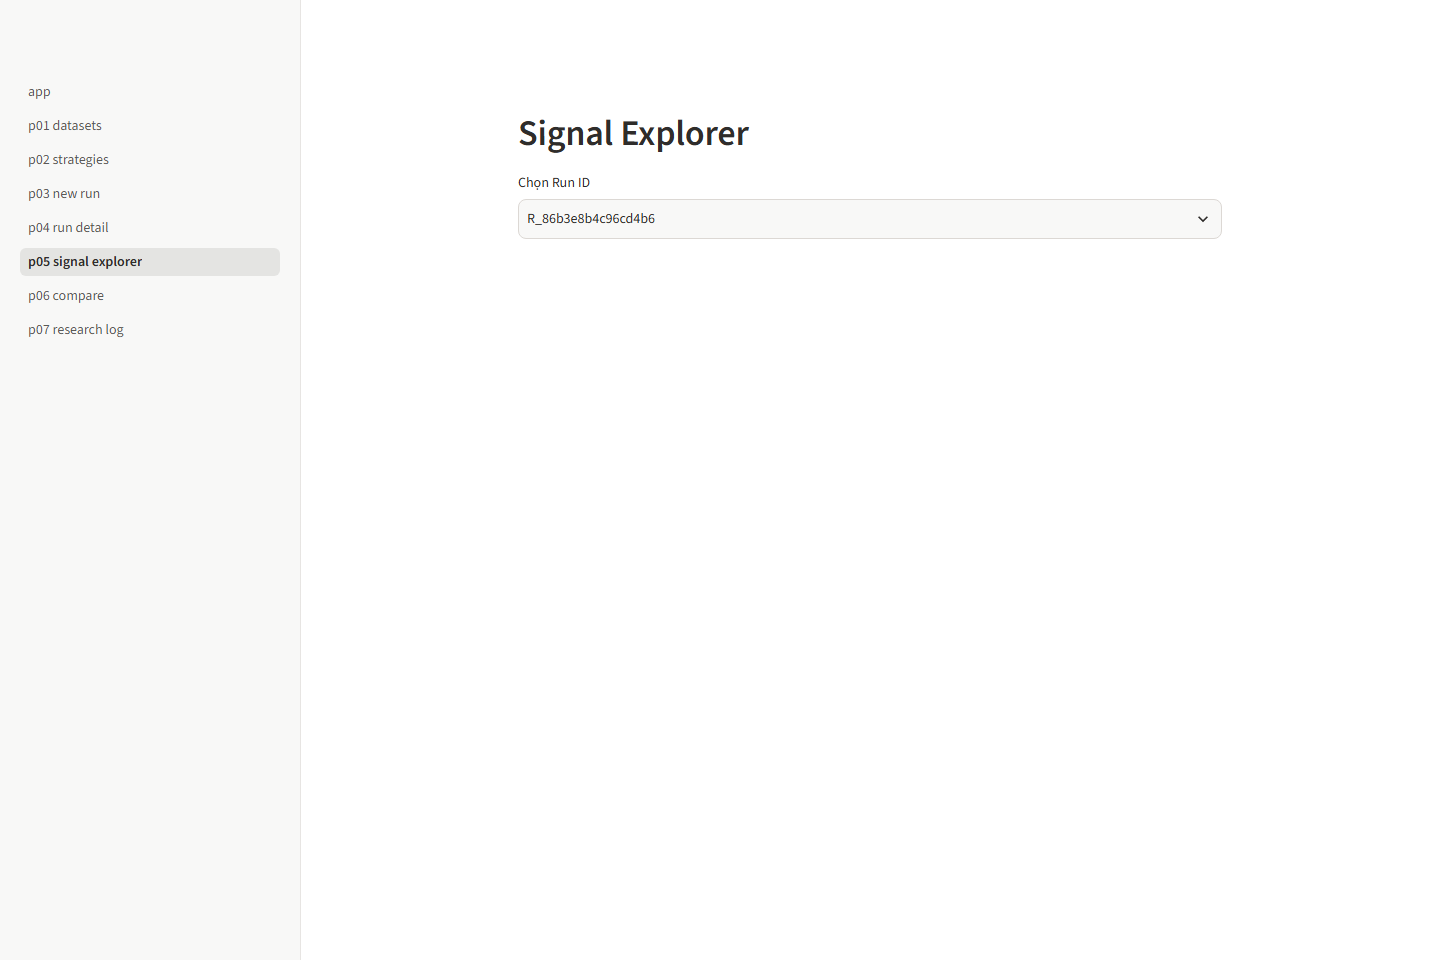 app
p01 datasets
p02 strategies
p03 new run
p04 run detail
p05 signal explorer
p06 compare
p07 research log
Signal Explorer
Chọn Run ID
R_86b3e8b4c96cd4b6